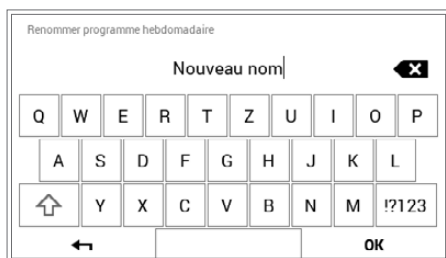 Renommer programme hebdomadaire
Nouveau nom
Q W E R T Z U I O P
A S D F G H J K L
Y X C V B N M !?123
OK